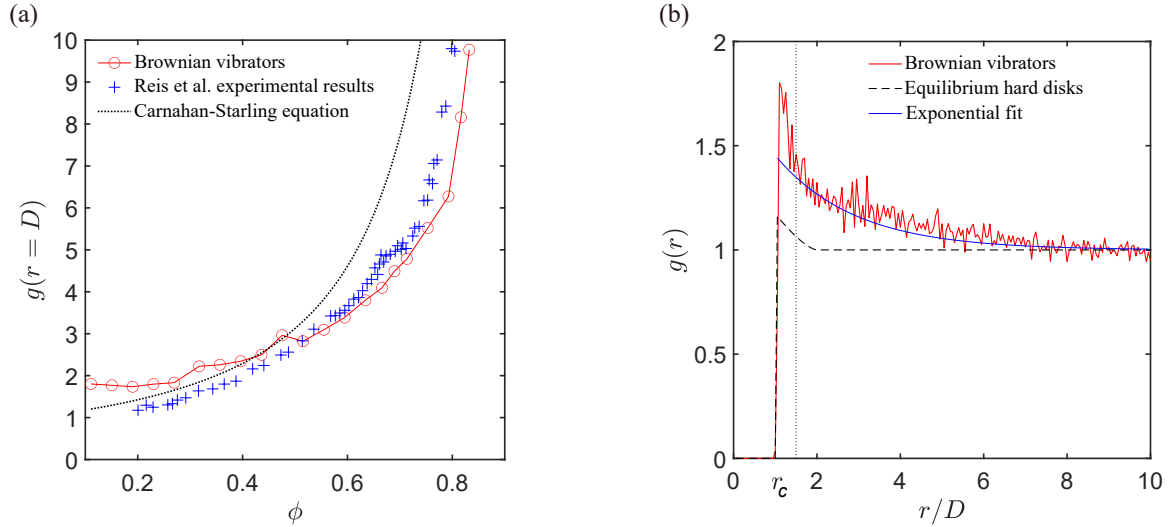 (a)
10
9
8
7
6
5
4
3
2
1
0
g(r = D)
Brownian vibrators
Reis et al. experimental results
Carnahan-Starling equation
0.2
0.4
0.6
0.8
ϕ
(b)
2
1.5
1
0.5
0
g(r)
Brownian vibrators
Equilibrium hard disks
Exponential fit
0
r_c
2
4
6
8
10
r/D